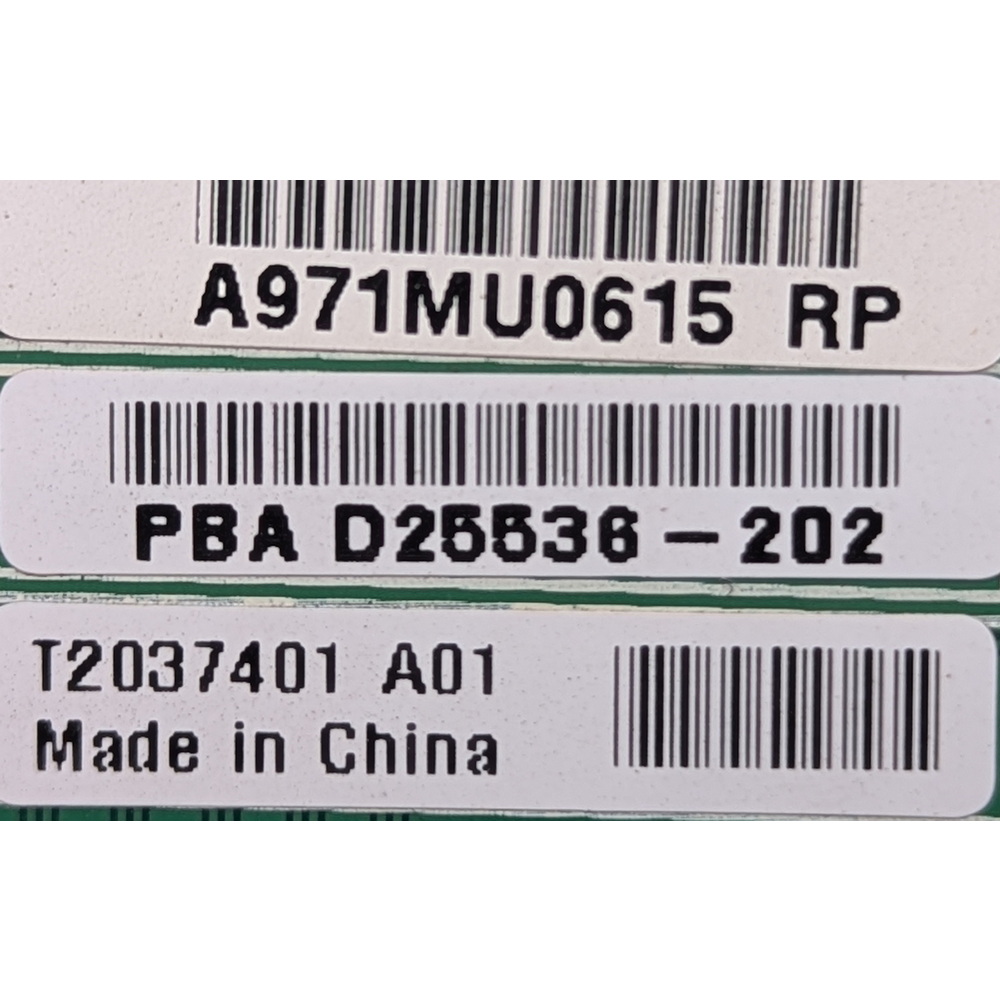 A971MU0615 RP
PBA D25536-202
T2037401 A01
Made in China